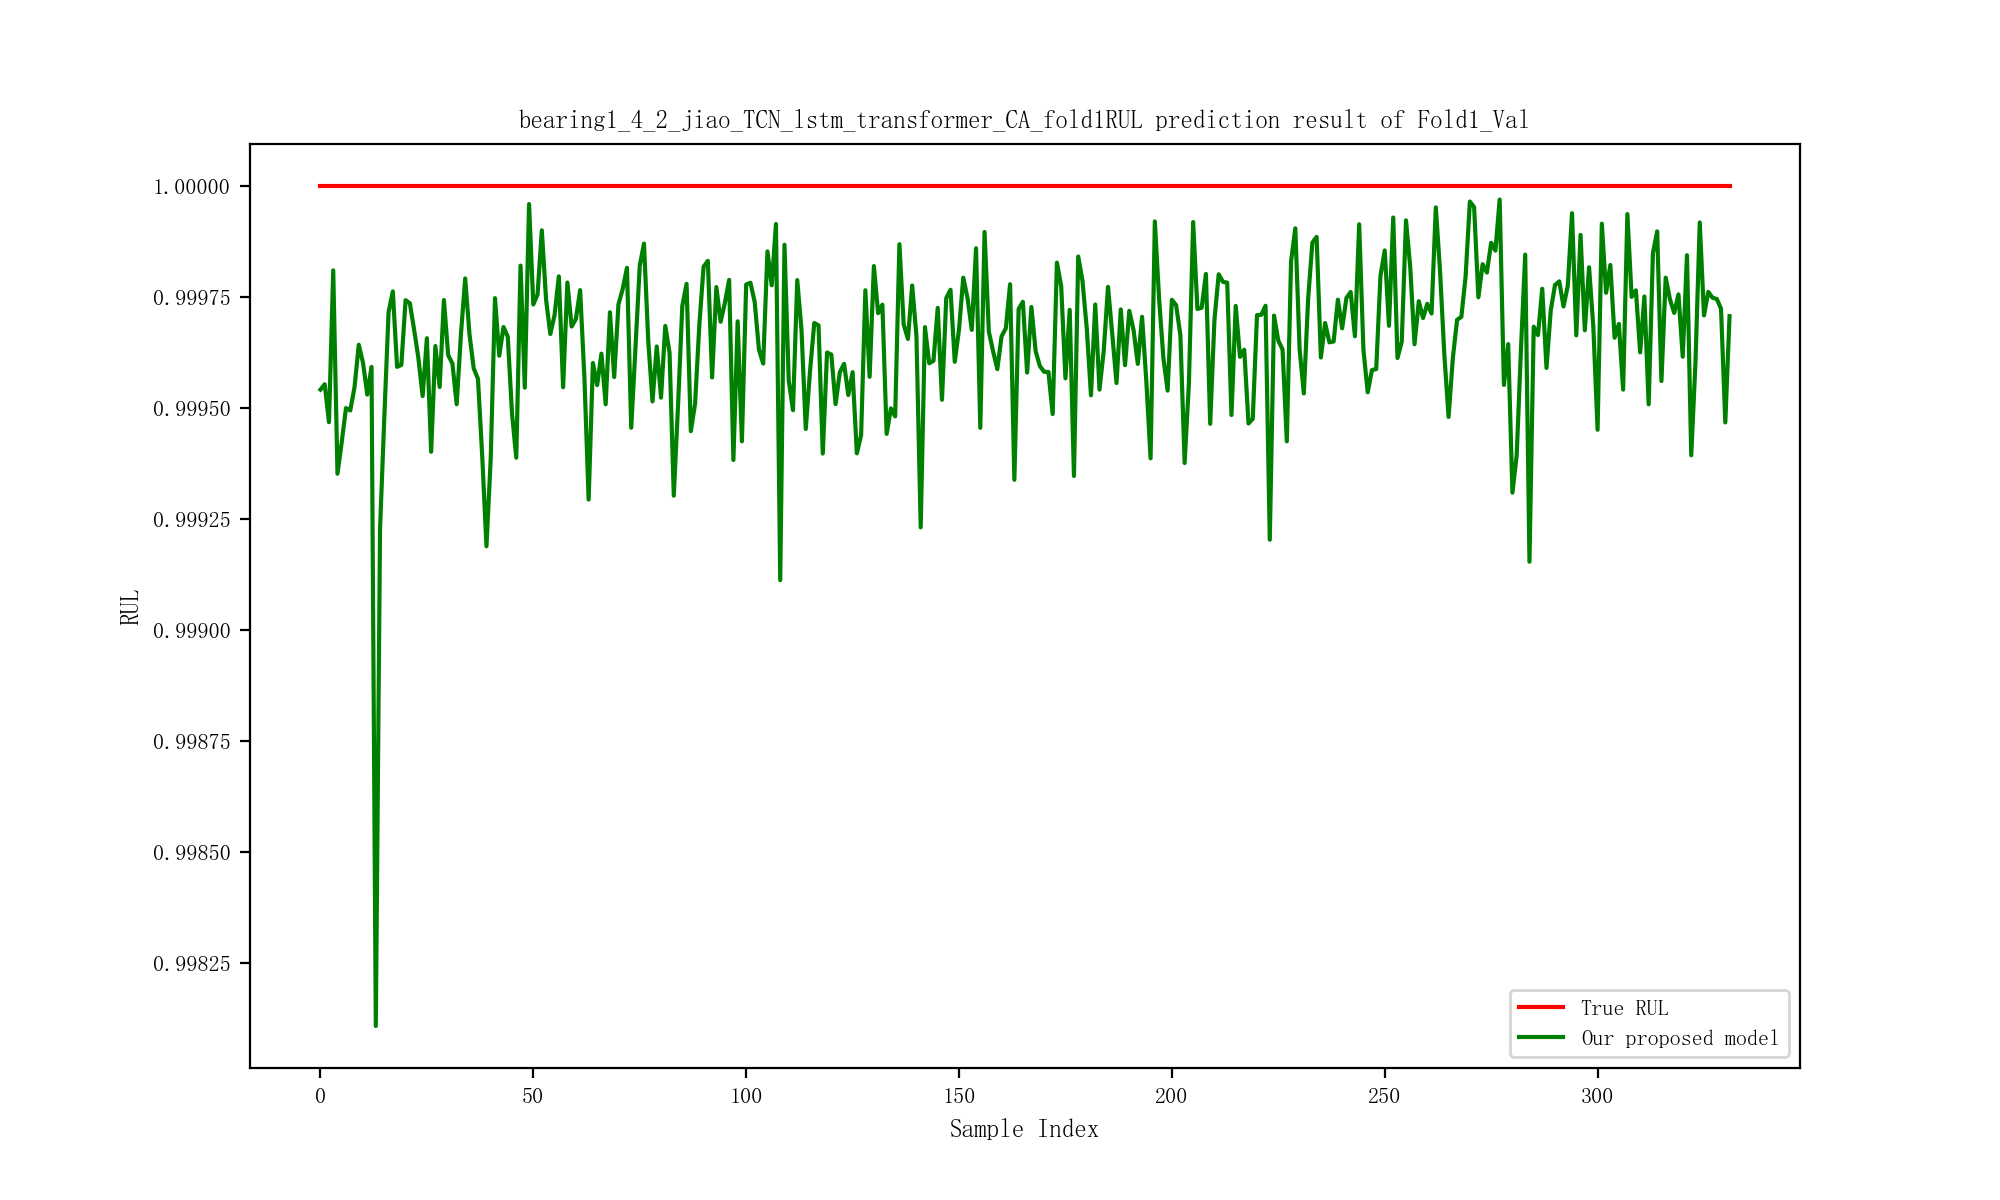 bearing1_4_2_jiao_TCN_lstm_transformer_CA_fold1RUL prediction result of Fold1_Val
1.00000
0.99975
0.99950
0.99925
0.99900
0.99875
0.99850
0.99825
RUL
0 50 100 150 200 250 300
Sample Index
True RUL
Our proposed model